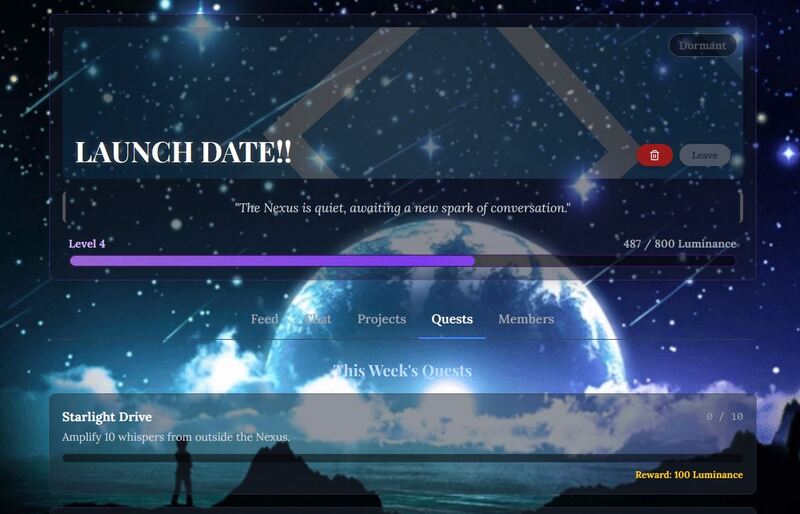 Dormant
LAUNCH DATE!!
Leave
"The Nexus is quiet, awaiting a new spark of conversation."
Level 4 487 / 800 Luminance
Feed Chat Projects Quests Members
This Week's Quests
Starlight Drive 0 / 10
Amplify 10 whispers from outside the Nexus.
Reward: 100 Luminance